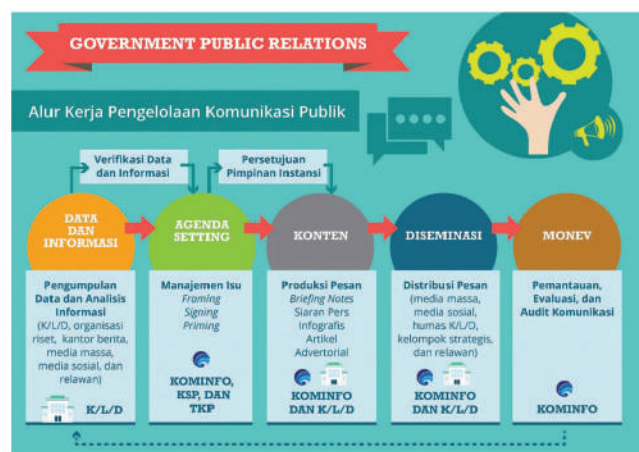 GOVERNMENT PUBLIC RELATIONS
Alur Kerja Pengelolaan Komunikasi Publik
Verifikasi Data
dan Informasi
Persetujuan
Pimpinan Instansi
DATA
DAN
INFORMASI
AGENDA
SETTING
KONTEN
DISEMINASI
MONEV
Pengumpulan
Data dan Analisis
Informasi
(K/L/D, organisasi
riset, kantor berita,
media massa,
media sosial, dan
relawan)
K/L/D
Manajemen Isu
Framing
Signing
Priming
KOMINFO,
KSP, DAN
TKP
Produksi Pesan
Briefing Notes
Siaran Pers
Infografis
Artikel
Advertorial
KOMINFO
DAN K/L/D
Distribusi Pesan
(media massa,
media sosial,
humas K/L/D,
kelompok strategis,
dan relawan)
KOMINFO
DAN K/L/D
Pemantauan,
Evaluasi, dan
Audit Komunikasi
KOMINFO